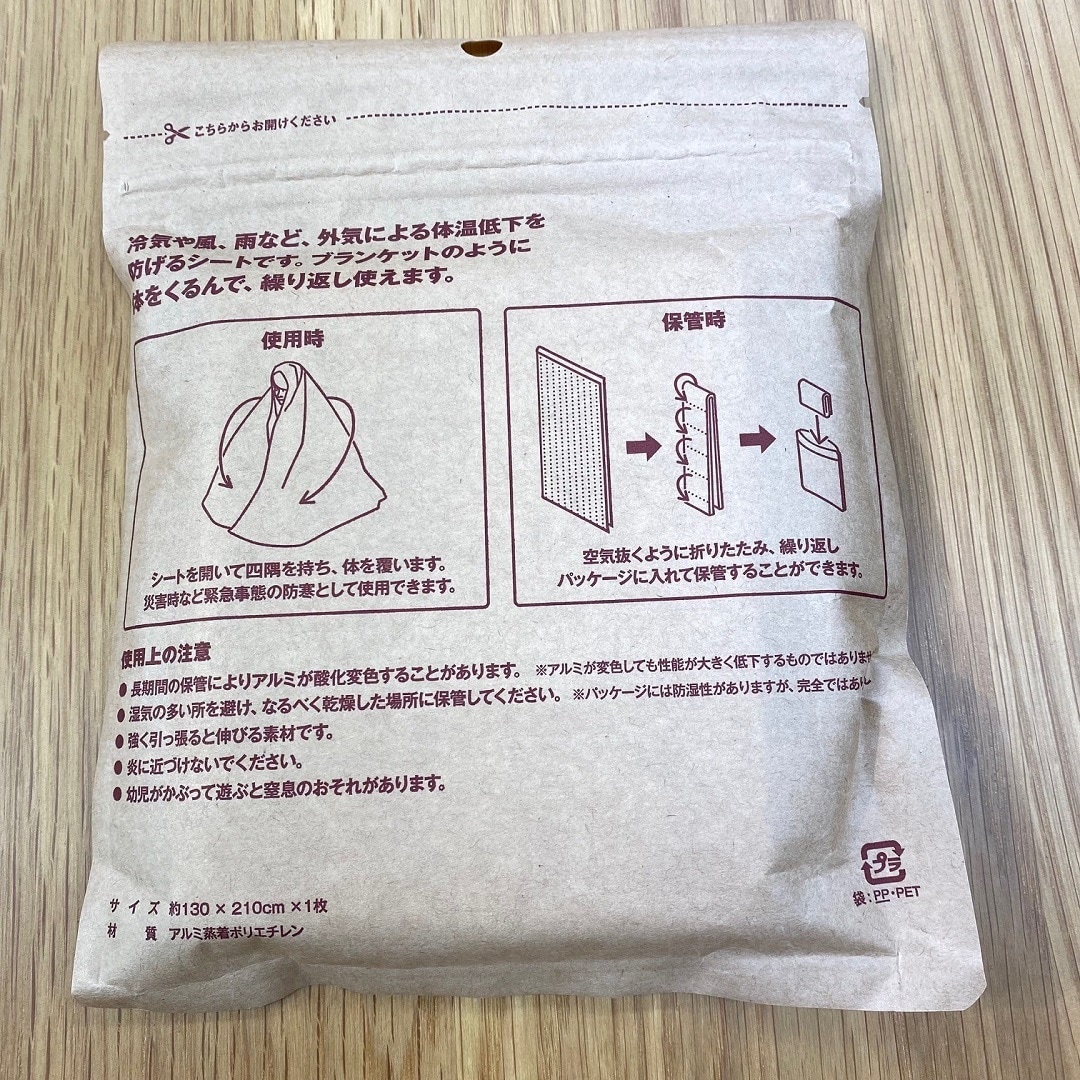 こちらからお開けください
冷気や風、雨など、外気による体温低下を
防げるシートです。ブランケットのように
体をくるんで、繰り返し使えます。
使用時
シートを開いて四隅を持ち、体を覆います。
災害時など緊急事態の防寒として使用できます。
保管時
空気抜くように折りたたみ、繰り返し
パッケージに入れて保管することができます。
使用上の注意
●長期間の保管によりアルミが酸化変色することがあります。 ※アルミが変色しても性能が大きく低下するものではありませ
●湿気の多い所を避け、なるべく乾燥した場所に保管してください。 ※パッケージには防湿性がありますが、完全ではあり
●強く引っ張ると伸びる素材です。
●炎に近づけないでください。
●幼児がかぶって遊ぶと窒息のおそれがあります。
プラ
袋：PP・PET
サイズ 約130×210cm×1枚
材質 アルミ蒸着ポリエチレン